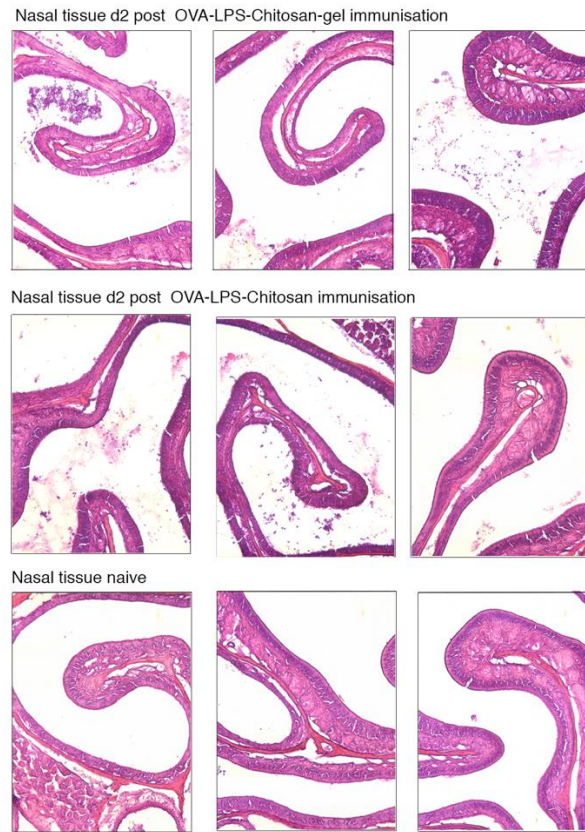 Nasal tissue d2 post OVA-LPS-Chitosan-gel immunisation
Nasal tissue d2 post OVA-LPS-Chitosan immunisation
Nasal tissue naive